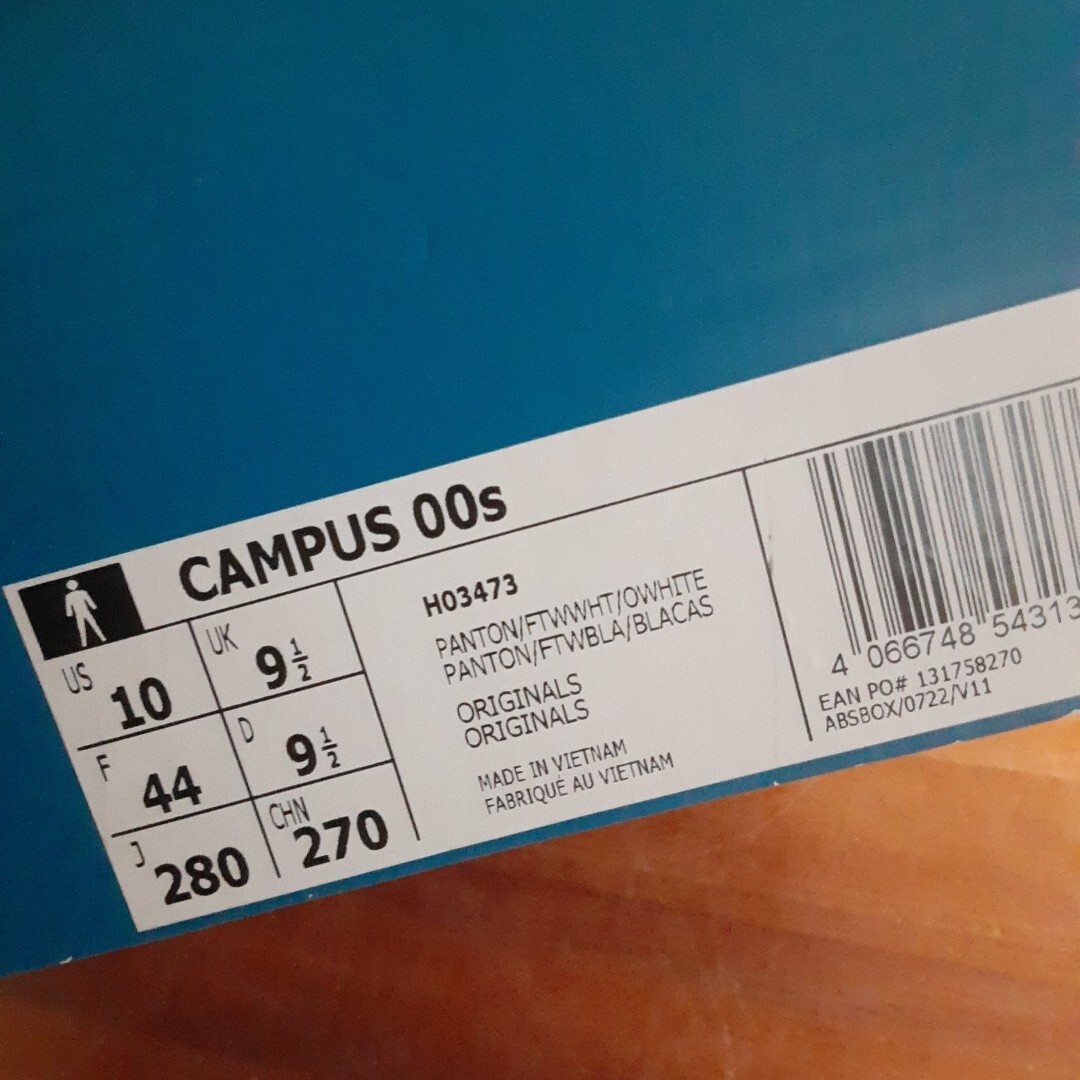 CAMPUS 00s
US 10
UK 9 1/2
F 44
D 9 1/2
J 280
CHN 270
H03473
PANTON/FTWWHT/OWHITE
PANTON/FTWBLA/BLACAS
ORIGINALS
ORIGINALS
MADE IN VIETNAM
FABRIQUÉ AU VIETNAM
4 066748 54313
EAN PO# 131758270
ABSBOX/0722/V11